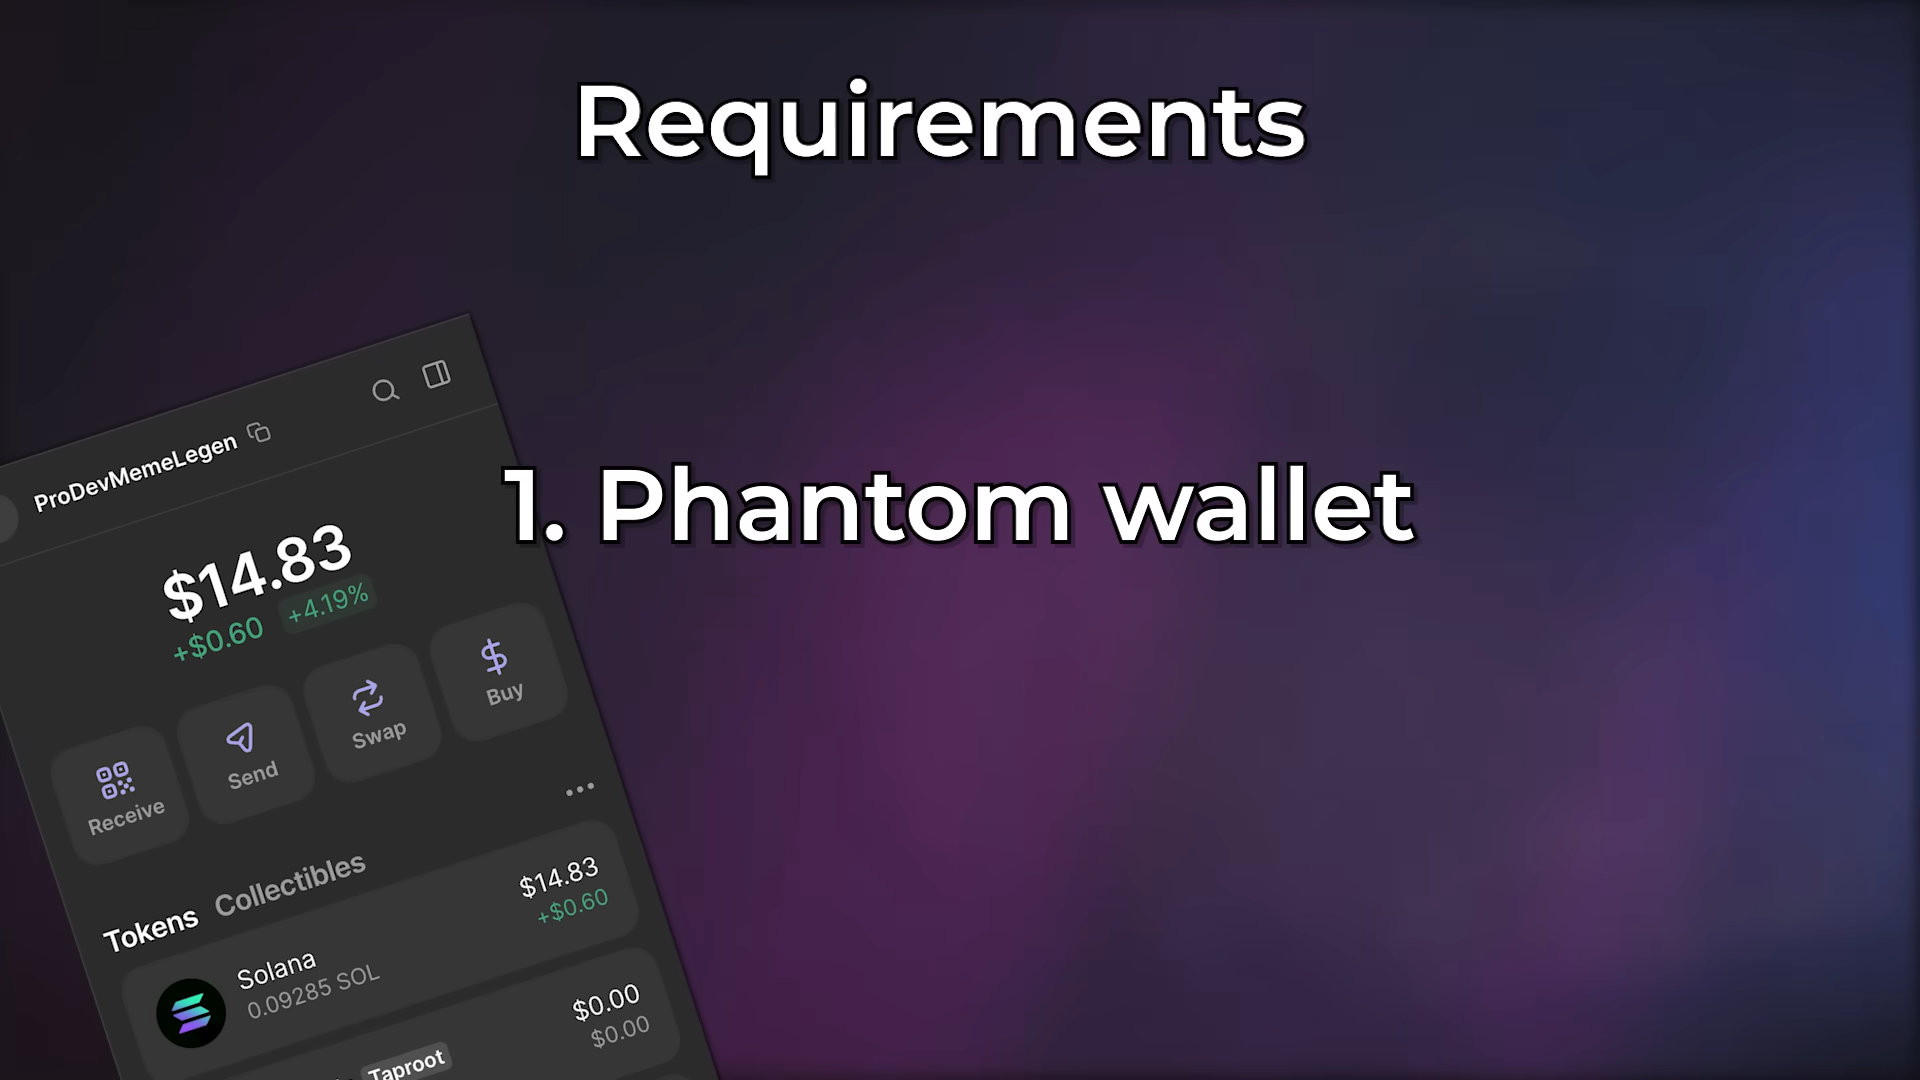 Requirements
1. Phantom wallet
ProDevMemeLegen
$14.83
+$0.60 +4.19%
Receive
Send
Swap
Buy
Tokens Collectibles
Solana
0.09285 SOL
$14.83
+$0.60
$0.00
$0.00
Taproot